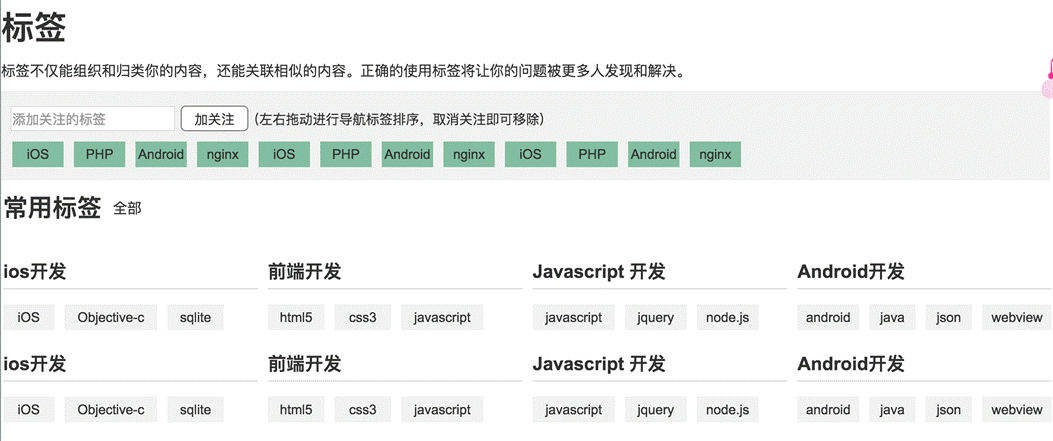 标签
标签不仅能组织和归类你的内容，还能关联相似的内容。正确的使用标签将让你的问题被更多人发现和解决。
添加关注的标签 加关注 (左右拖动进行导航标签排序，取消关注即可移除)
iOS PHP Android nginx iOS PHP Android nginx iOS PHP Android nginx
常用标签 全部
ios开发 前端开发 Javascript 开发 Android开发
iOS Objective-c sqlite html5 css3 javascript javascript jquery node.js android java json webview
ios开发 前端开发 Javascript 开发 Android开发
iOS Objective-c sqlite html5 css3 javascript javascript jquery node.js android java json webview